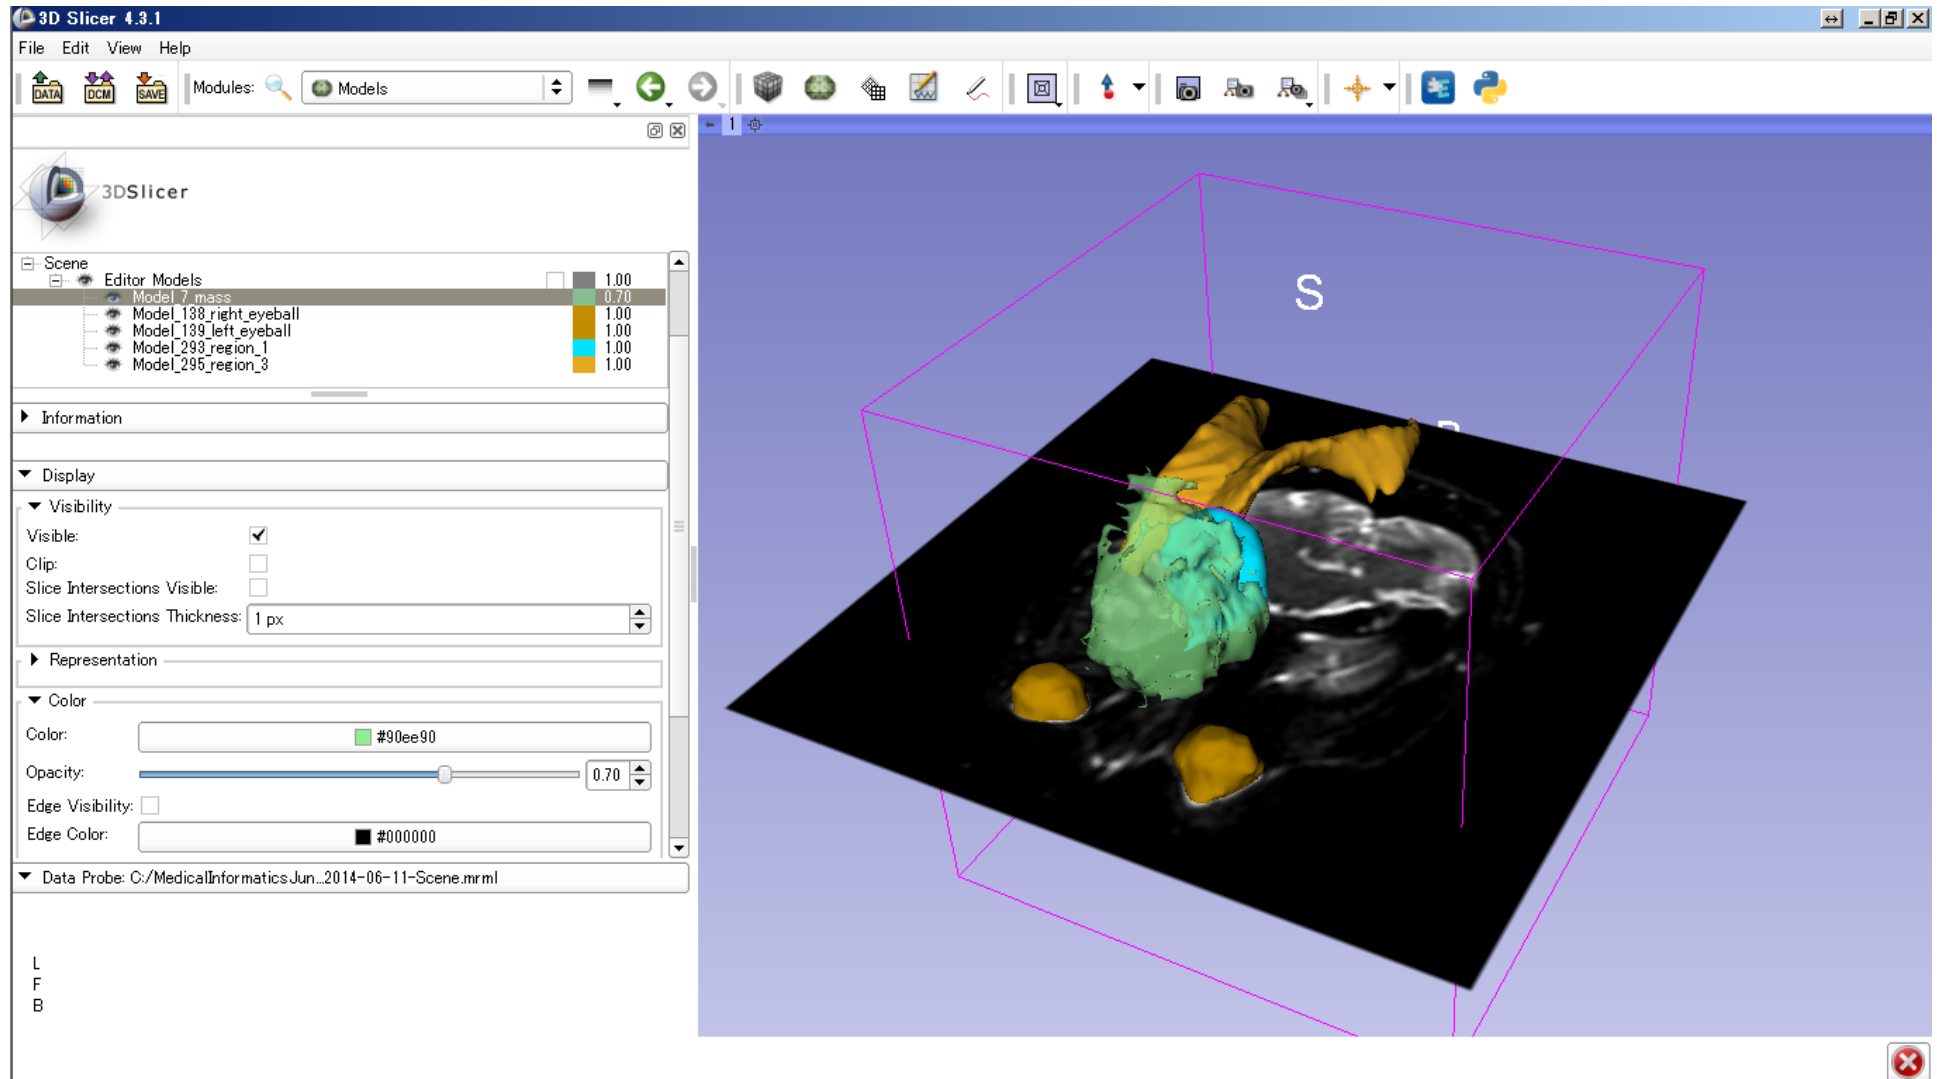 3D Slicer 4.3.1
File Edit View Help
DATA DCM SAVE Modules: Models
1
3DSlicer
Scene
Editor Models 1.00
Model_7_mass 0.70
Model_138_right_eyeball 1.00
Model_139_left_eyeball 1.00
Model_293_region_1 1.00
Model_295_region_3 1.00
Information
Display
Visibility
Visible:
Clip:
Slice Intersections Visible:
Slice Intersections Thickness: 1 px
Representation
Color
Color: #90ee90
Opacity: 0.70
Edge Visibility:
Edge Color: #000000
Data Probe: C:/MedicalInformaticsJun...2014-06-11-Scene.mrml
L
F
B
S